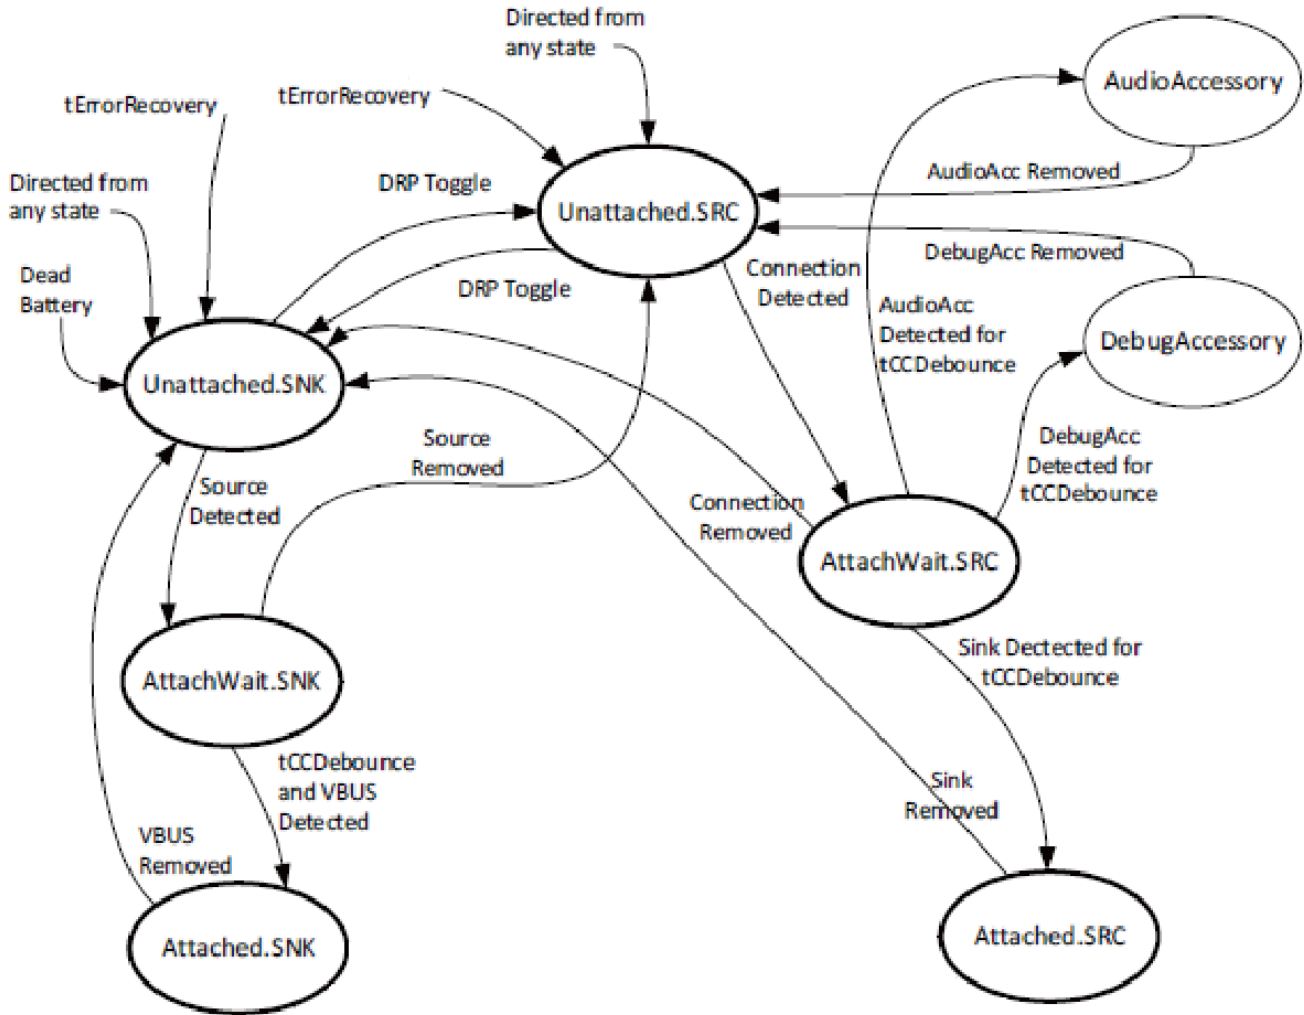 Directed from
any state
tErrorRecovery
tErrorRecovery
AudioAccessory
Directed from
any state
DRP Toggle
AudioAcc Removed
Unattached.SRC
Dead
Battery
DRP Toggle
Connection
Detected
DebugAcc Removed
AudioAcc
Detected for
tCCDebounce
DebugAccessory
Unattached.SNK
Source
Removed
DebugAcc
Detected for
tCCDebounce
Source
Detected
Connection
Removed
AttachWait.SRC
AttachWait.SNK
Sink Dectected for
tCCDebounce
tCCDebounce
and VBUS
Detected
Sink
Removed
VBUS
Removed
Attached.SNK
Attached.SRC